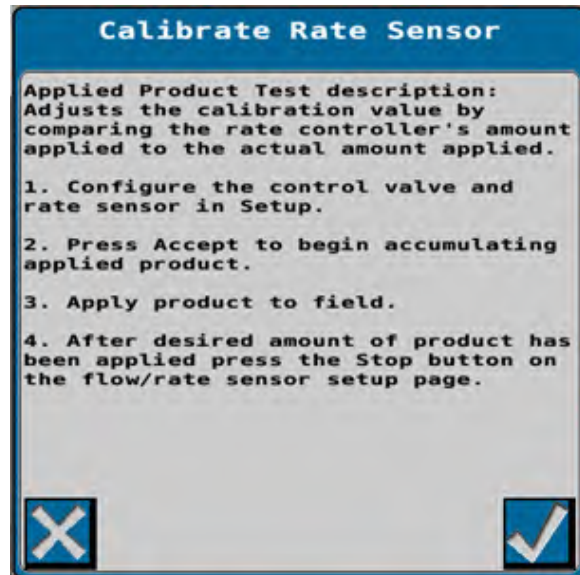 Calibrate Rate Sensor
Applied Product Test description:
Adjusts the calibration value by
comparing the rate controller's amount
applied to the actual amount applied.
1. Configure the control valve and
rate sensor in Setup.
2. Press Accept to begin accumulating
applied product.
3. Apply product to field.
4. After desired amount of product has
been applied press the Stop button on
the flow/rate sensor setup page.